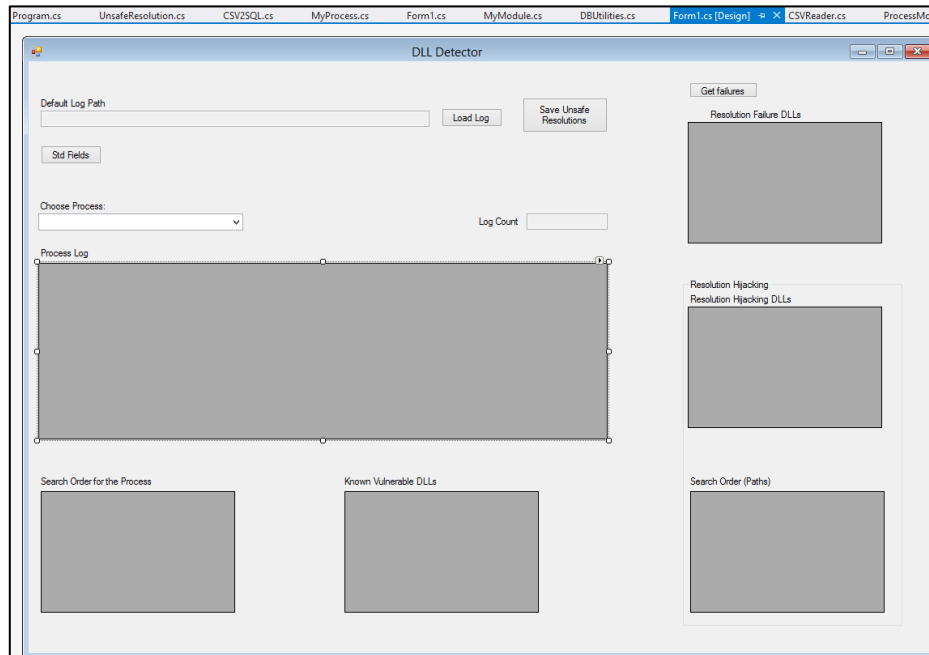 Program.cs UnsafeResolution.cs CSV2SQL.cs MyProcess.cs Form1.cs MyModule.cs DBUtilities.cs Form1.cs [Design] CSVReader.cs ProcessMo
DLL Detector
Default Log Path
Load Log
Save Unsafe
Resolutions
Std Fields
Choose Process:
Log Count
Process Log
Search Order for the Process
Known Vulnerable DLLs
Get failures
Resolution Failure DLLs
Resolution Hijacking
Resolution Hijacking DLLs
Search Order (Paths)